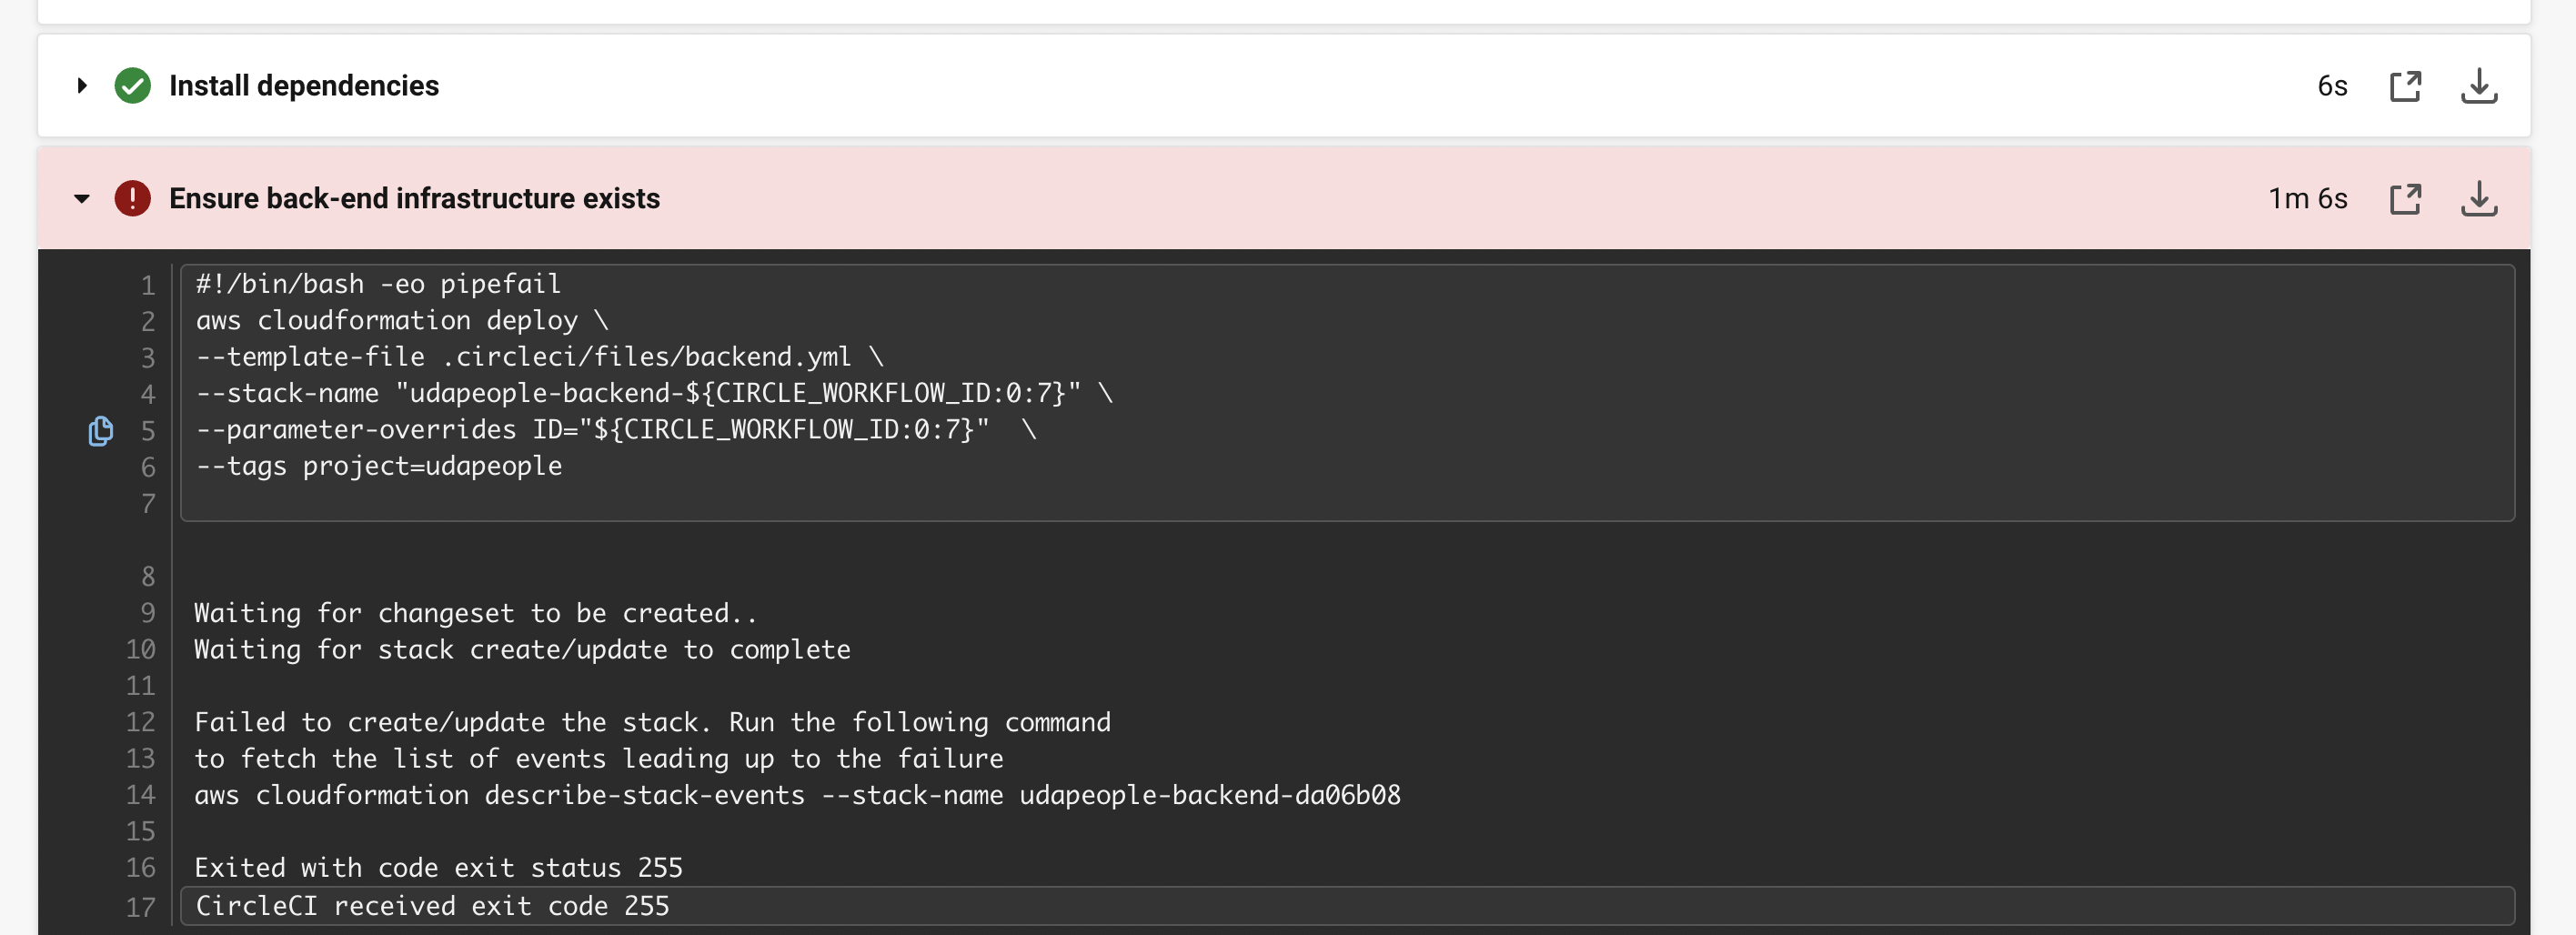 Install dependencies 6s
Ensure back-end infrastructure exists 1m 6s
1 #!/bin/bash -eo pipefail
2 aws cloudformation deploy \
3 --template-file .circleci/files/backend.yml \
4 --stack-name "udapeople-backend-${CIRCLE_WORKFLOW_ID:0:7}" \
5 --parameter-overrides ID="${CIRCLE_WORKFLOW_ID:0:7}"  \
6 --tags project=udapeople
7
8
9 Waiting for changeset to be created..
10 Waiting for stack create/update to complete
11
12 Failed to create/update the stack. Run the following command
13 to fetch the list of events leading up to the failure
14 aws cloudformation describe-stack-events --stack-name udapeople-backend-da06b08
15
16 Exited with code exit status 255
17 CircleCI received exit code 255